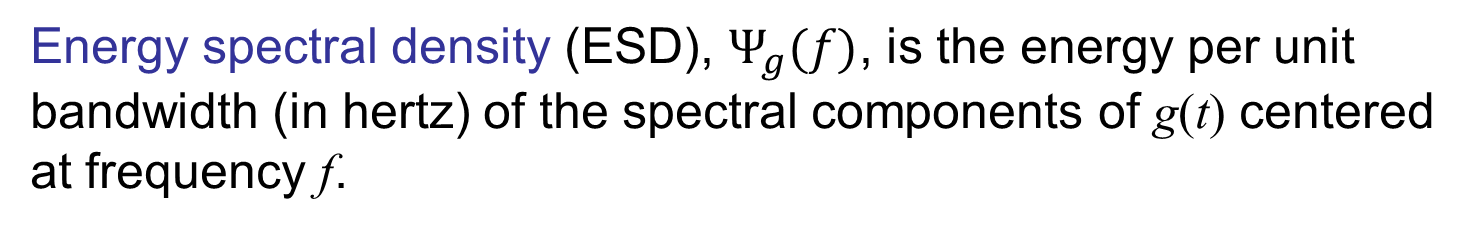 Energy spectral density (ESD), Ψg(f), is the energy per unit
bandwidth (in hertz) of the spectral components of g(t) centered
at frequency f.